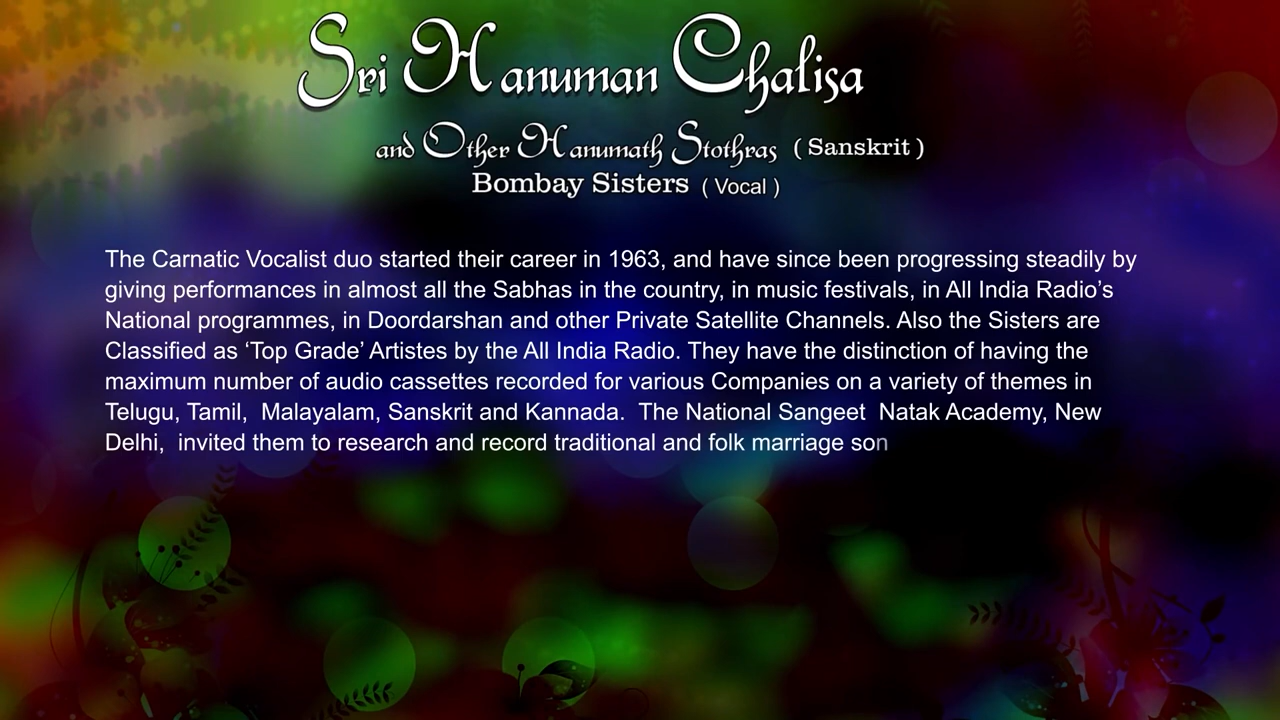 Sri Hanuman Chalisa
and Other Hanumath Stothras ( Sanskrit )
Bombay Sisters ( Vocal )
The Carnatic Vocalist duo started their career in 1963, and have since been progressing steadily by
giving performances in almost all the Sabhas in the country, in music festivals, in All India Radio’s
National programmes, in Doordarshan and other Private Satellite Channels. Also the Sisters are
Classified as ‘Top Grade’ Artistes by the All India Radio. They have the distinction of having the
maximum number of audio cassettes recorded for various Companies on a variety of themes in
Telugu, Tamil,  Malayalam, Sanskrit and Kannada.  The National Sangeet  Natak Academy, New
Delhi,  invited them to research and record traditional and folk marriage son